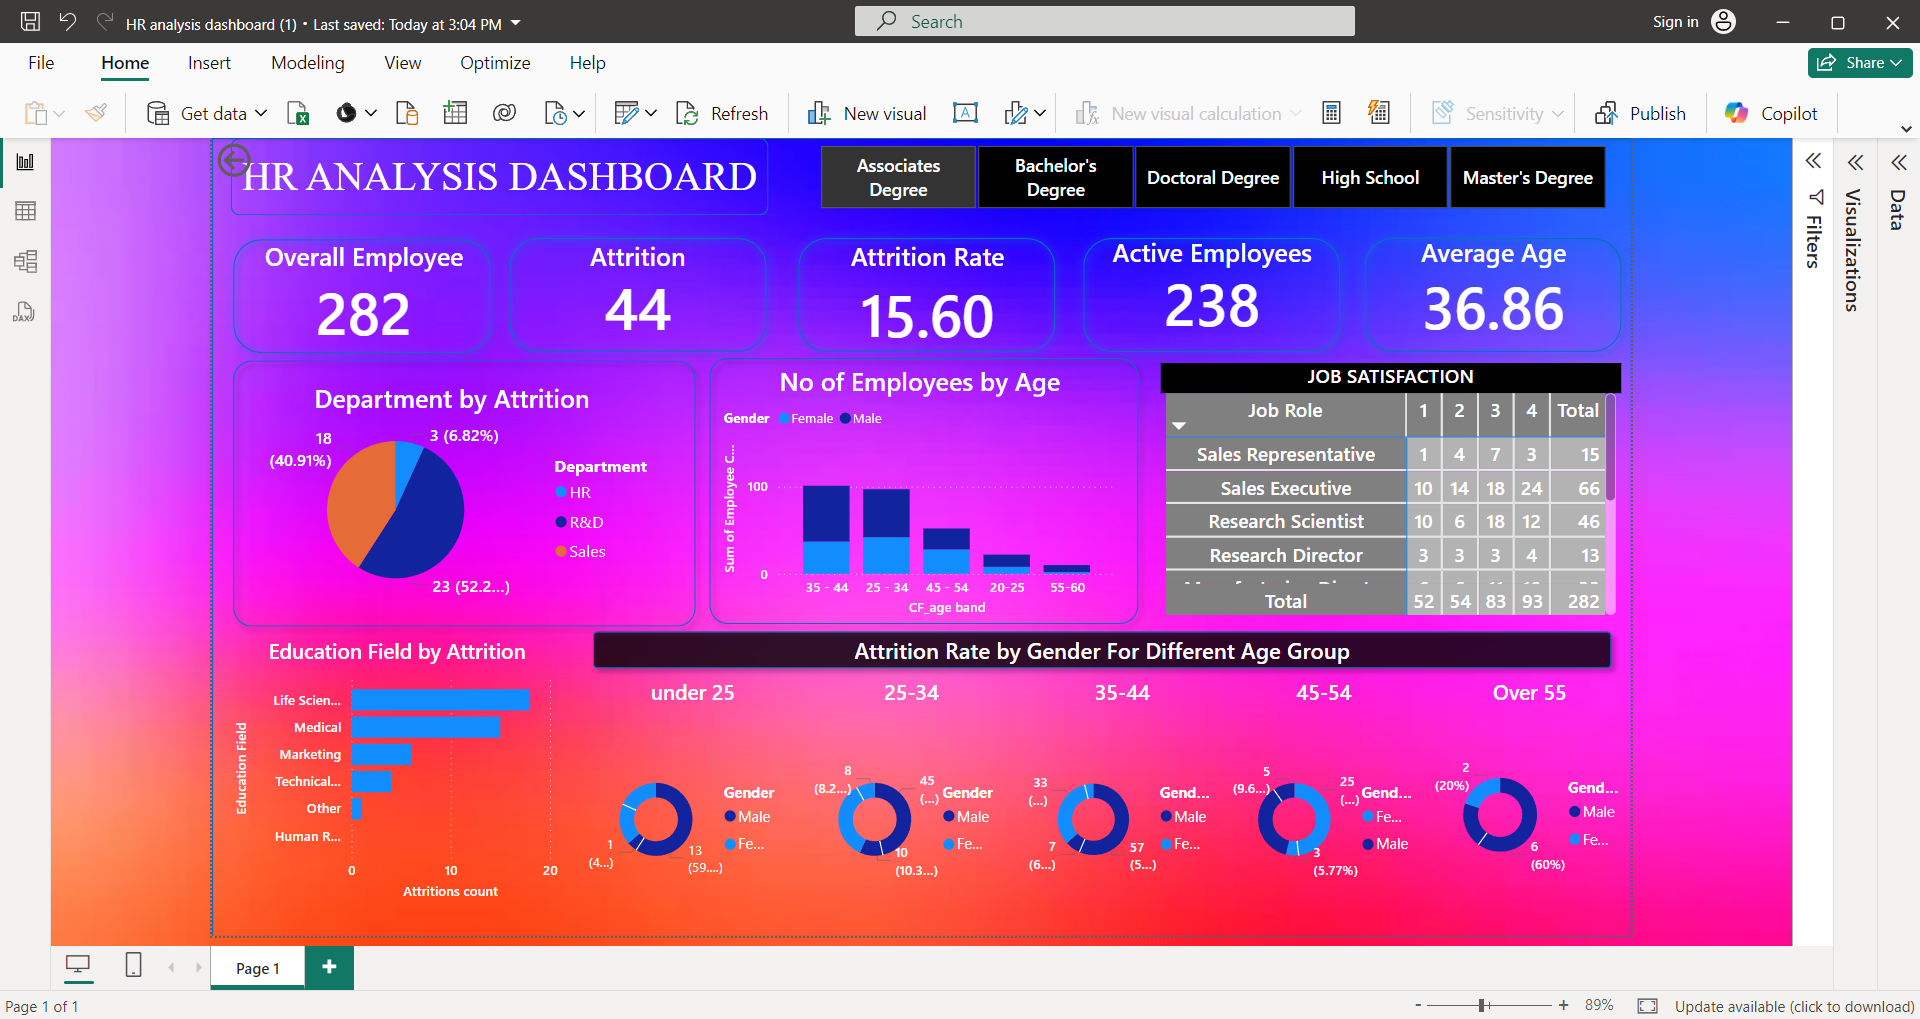 HR analysis dashboard (1) • Last saved: Today at 3:04 PM
Search
Sign in
File Home Insert Modeling View Optimize Help
Share
Get data
Refresh
New visual
New visual calculation
Sensitivity
Publish
Copilot
HR ANALYSIS DASHBOARD
Associates
Degree
Bachelor's
Degree
Doctoral Degree
High School
Master's Degree
Filters
Visualizations
Data
Overall Employee
282
Attrition
44
Attrition Rate
15.60
Active Employees
238
Average Age
36.86
Department by Attrition
18
(40.91%)
3 (6.82%)
23 (52.2...)
Department
HR
R&D
Sales
No of Employees by Age
Gender Female Male
Sum of Employee C...
100
0
35 - 44 25 - 34 45 - 54 20-25 55-60
CF_age band
JOB SATISFACTION
Job Role 1 2 3 4 Total
Sales Representative 1 4 7 3 15
Sales Executive 10 14 18 24 66
Research Scientist 10 6 18 12 46
Research Director 3 3 3 4 13
Total 52 54 83 93 282
Education Field by Attrition
Education Field
Life Scien...
Medical
Marketing
Technical...
Other
Human R...
0 10 20
Attritions count
Attrition Rate by Gender For Different Age Group
under 25
1
(4...)
13
(59....)
Gender
Male
Fe...
25-34
8
(8.2...)
45
(...)
10
(10.3...)
Gender
Male
Fe...
35-44
33
(...)
7
(6...)
57
(5...)
Gend...
Male
Fe...
45-54
5
(9.6...)
25
(...)
3
(5.77%)
Gend...
Fe...
Male
Over 55
2
(20%)
6
(60%)
Gend...
Male
Fe...
Page 1
Page 1 of 1
- + 89%
Update available (click to download)